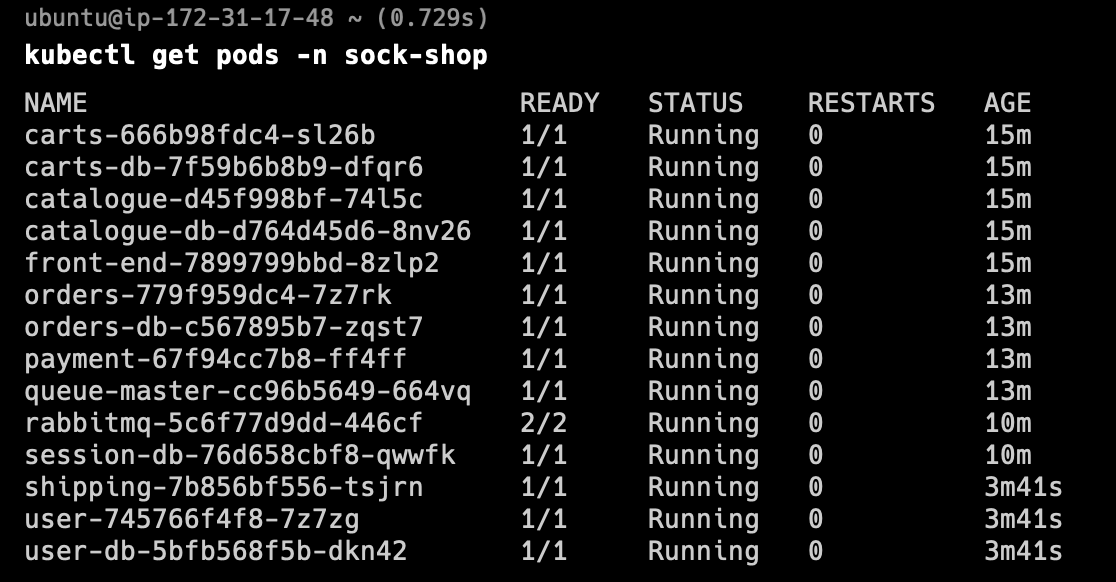 ubuntu@ip-172-31-17-48 ~ (0.729s)
kubectl get pods -n sock-shop
NAME READY STATUS RESTARTS AGE
carts-666b98fdc4-sl26b 1/1 Running 0 15m
carts-db-7f59b6b8b9-dfqr6 1/1 Running 0 15m
catalogue-d45f998bf-74l5c 1/1 Running 0 15m
catalogue-db-d764d45d6-8nv26 1/1 Running 0 15m
front-end-7899799bbd-8zlp2 1/1 Running 0 15m
orders-779f959dc4-7z7rk 1/1 Running 0 13m
orders-db-c567895b7-zqst7 1/1 Running 0 13m
payment-67f94cc7b8-ff4ff 1/1 Running 0 13m
queue-master-cc96b5649-664vq 1/1 Running 0 13m
rabbitmq-5c6f77d9dd-446cf 2/2 Running 0 10m
session-db-76d658cbf8-qwwfk 1/1 Running 0 10m
shipping-7b856bf556-tsjrn 1/1 Running 0 3m41s
user-745766f4f8-7z7zg 1/1 Running 0 3m41s
user-db-5bfb568f5b-dkn42 1/1 Running 0 3m41s